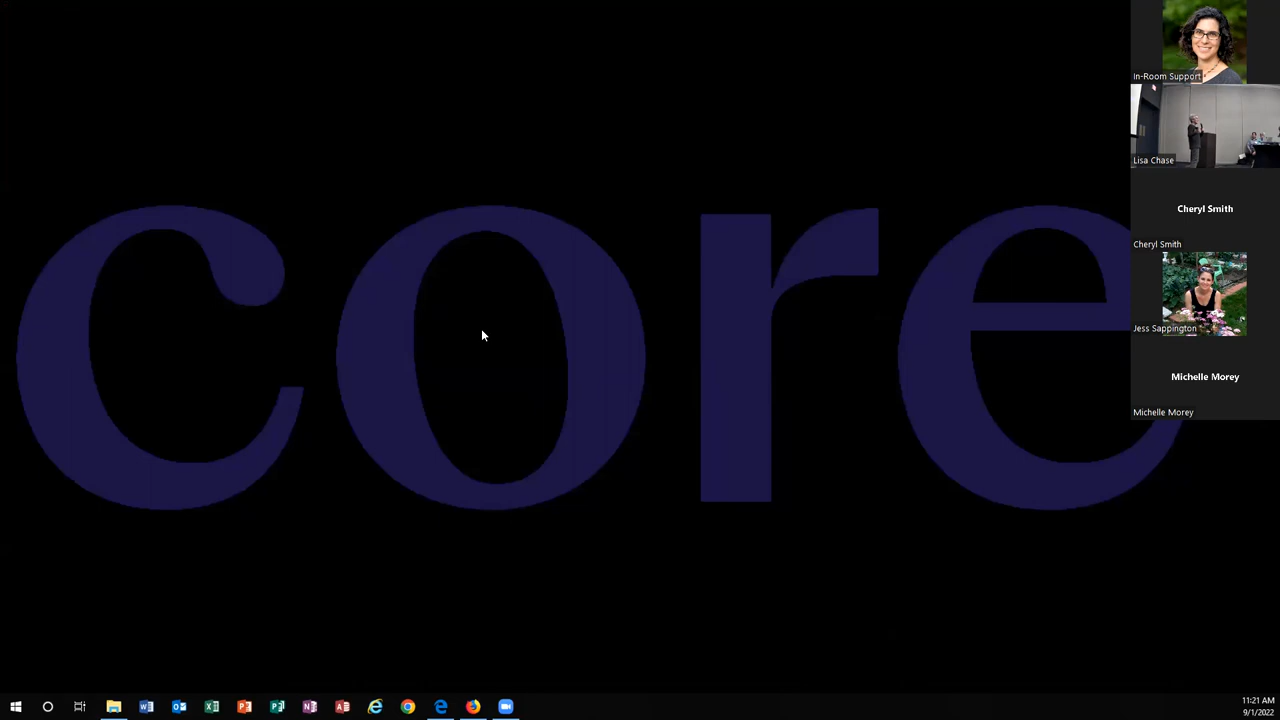 core
In-Room Support
Lisa Chase
Cheryl Smith
Cheryl Smith
Jess Sappington
Michelle Morey
Michelle Morey
11:21 AM
9/1/2022